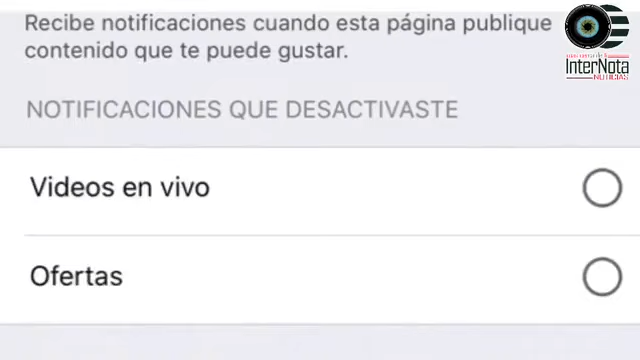 Recibe notificaciones cuando esta página publique
contenido que te puede gustar.
NOTIFICACIONES QUE DESACTIVASTE
Videos en vivo
Ofertas
InterNota
NOTICIAS